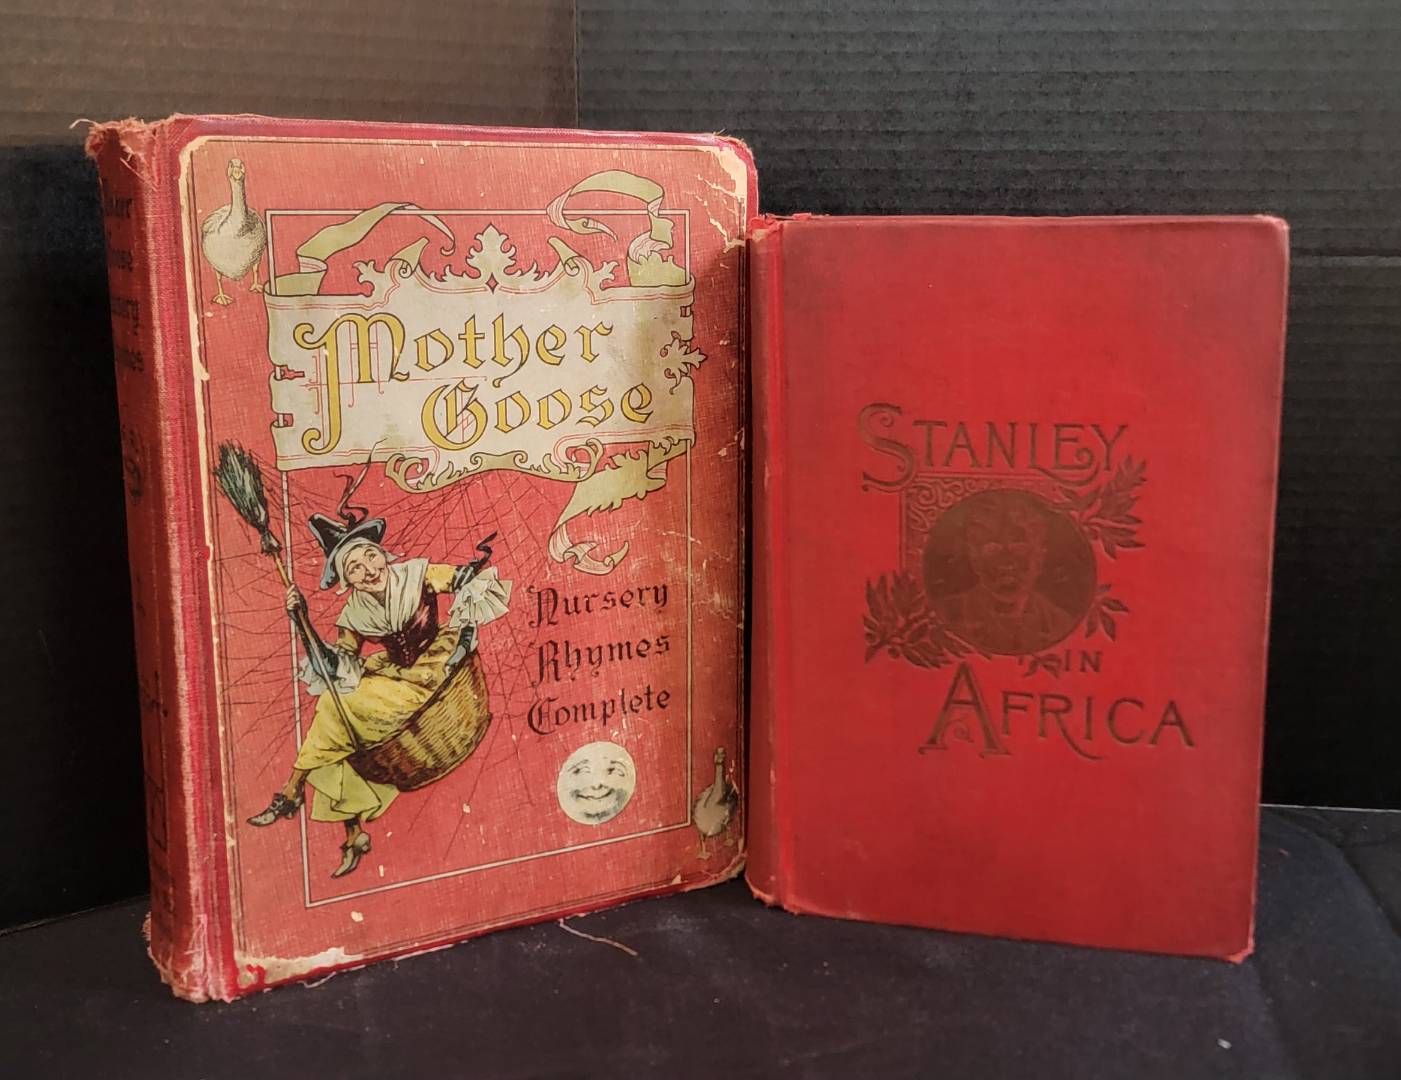 Mother
Goose
Nursery
Rhymes
Complete
STANLEY
IN
AFRICA